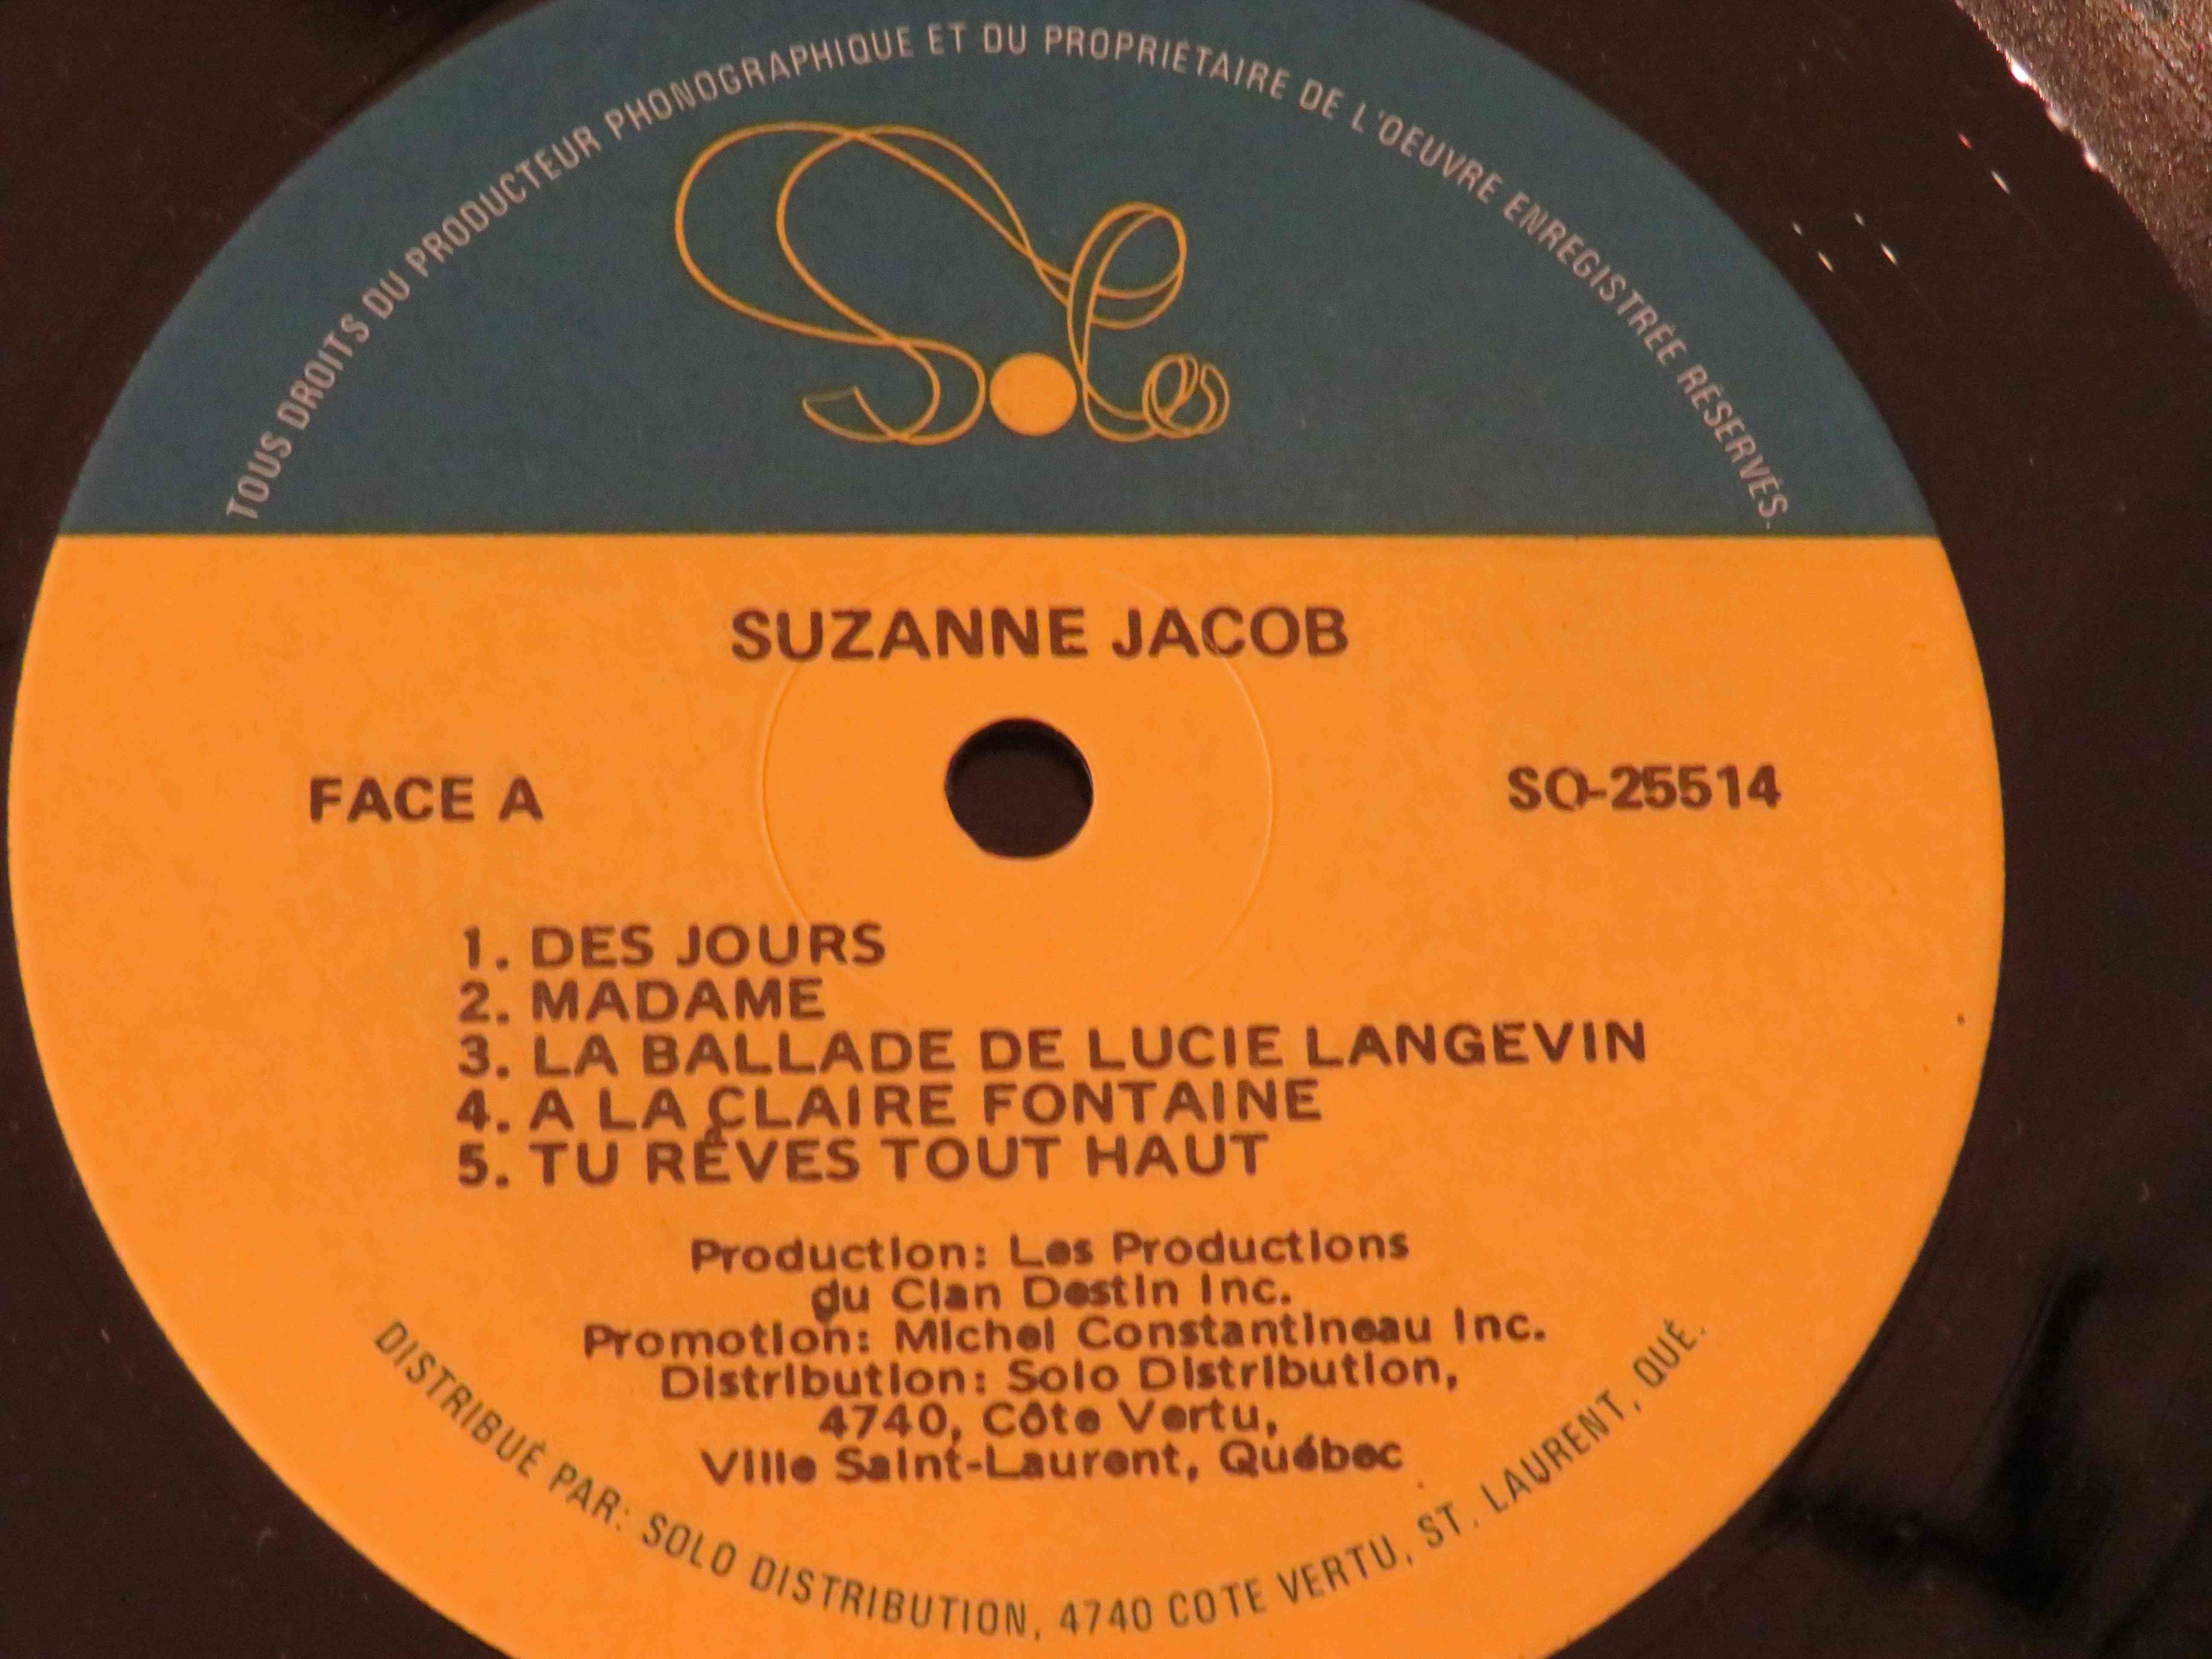 TOUS DROITS DU PRODUCTEUR PHONOGRAPHIQUE ET DU PROPRIÉTAIRE DE L'OEUVRE ENREGISTRÉE RÉSERVÉS.
Solo
SUZANNE JACOB
FACE A
SO-25514
1. DES JOURS
2. MADAME
3. LA BALLADE DE LUCIE LANGEVIN
4. A LA CLAIRE FONTAINE
5. TU RÊVES TOUT HAUT
Production: Les Productions
du Clan Destin Inc.
Promotion: Michel Constantineau Inc.
Distribution: Solo Distribution,
4740, Côte Vertu,
Ville Saint-Laurent, Québec
DISTRIBUÉ PAR: SOLO DISTRIBUTION, 4740 COTE VERTU, ST. LAURENT, QUÉ.